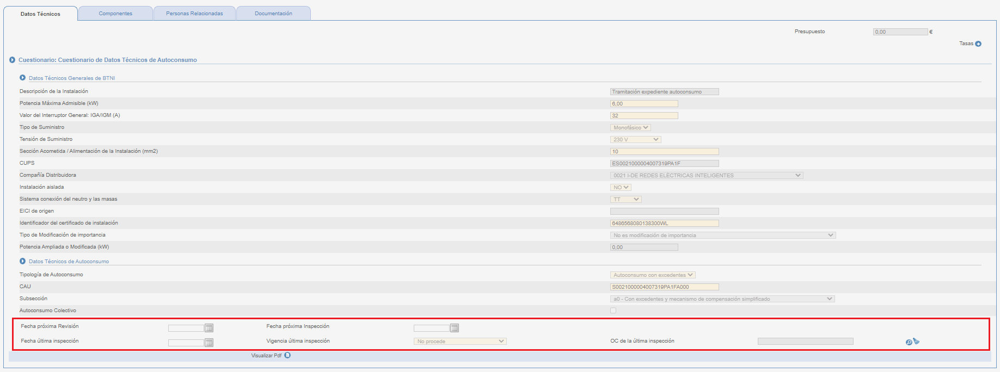 Datos Técnicos Componentes Personas Relacionadas Documentación
Presupuesto 0,00 €
Tasas
Cuestionario: Cuestionario de Datos Técnicos de Autoconsumo
Datos Técnicos Generales de BTNI
Descripción de la Instalación Tramitación expediente autoconsumo
Potencia Máxima Admisible (kW) 6,00
Valor del Interruptor General: IGA/IGM (A) 32
Tipo de Suministro Monofásico
Tensión de Suministro 230 V
Sección Acometida / Alimentación de la Instalación (mm2) 10
CUPS ES0021000004007319PA1F
Compañía Distribuidora 0021 I-DE REDES ELÉCTRICAS INTELIGENTES
Instalación aislada NO
Sistema conexión del neutro y las masas TT
EICI de origen
Identificador del certificado de instalación 6486568080138300WL
Tipo de Modificación de importancia No es modificación de importancia
Potencia Ampliada o Modificada (kW) 0,00
Datos Técnicos de Autoconsumo
Tipología de Autoconsumo Autoconsumo con excedentes
CAU S0021000004007319PA1FA000
Subsección a0 - Con excedentes y mecanismo de compensación simplificado
Autoconsumo Colectivo
Fecha próxima Revisión Fecha próxima Inspección
Fecha última inspección Vigencia última inspección No procede OC de la última inspección
Visualizar Pdf